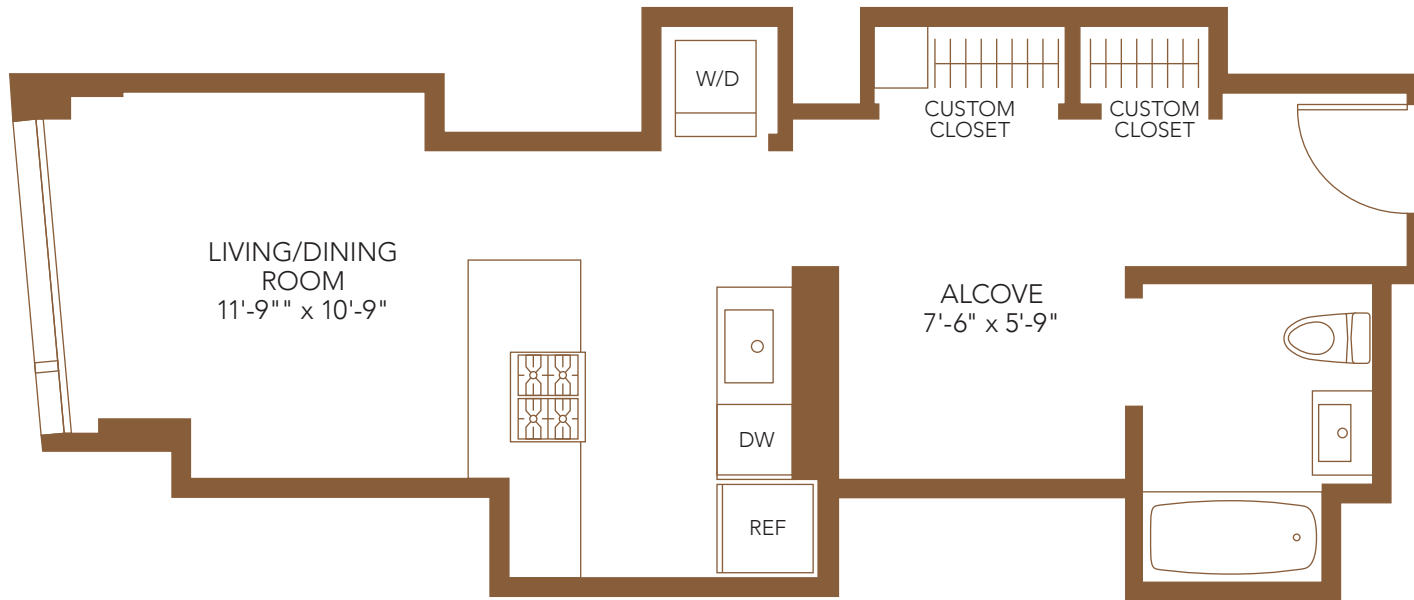 W/D
CUSTOM
CLOSET
CUSTOM
CLOSET
LIVING/DINING
ROOM
11'-9"" x 10'-9"
ALCOVE
7'-6" x 5'-9"
DW
REF